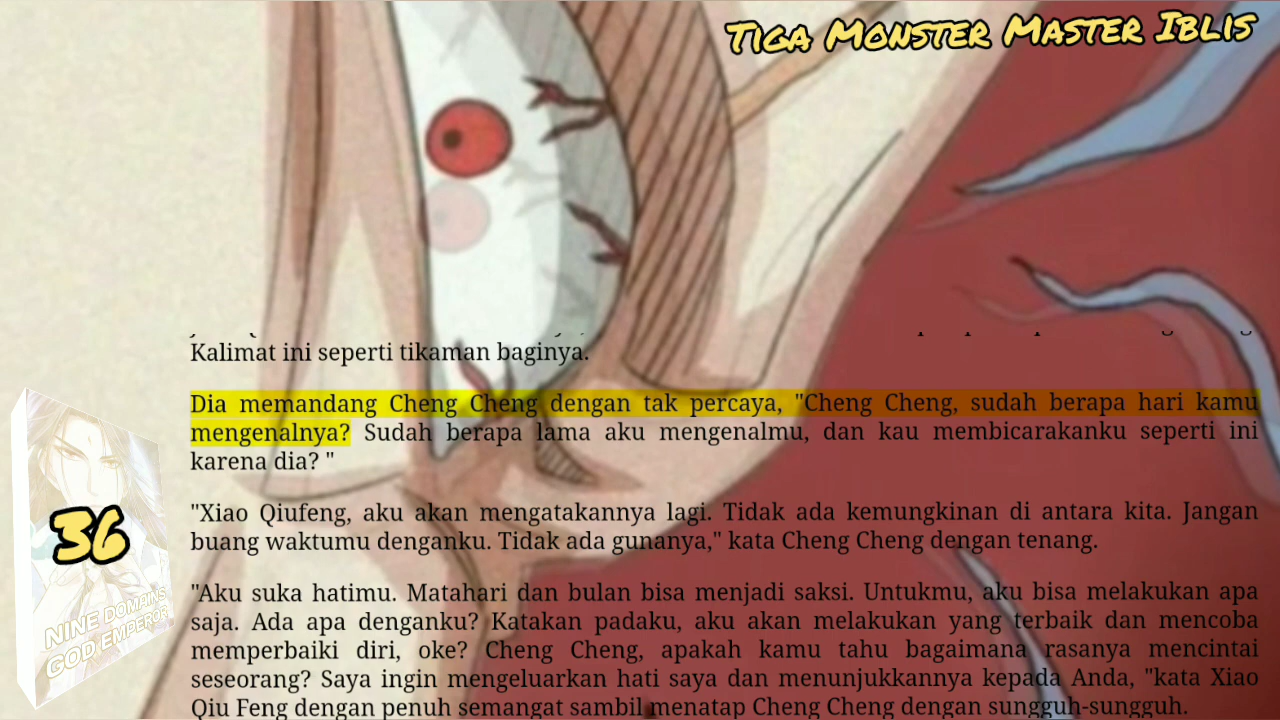 Tiga Monster Master Iblis
Kalimat ini seperti tikaman baginya.
Dia memandang Cheng Cheng dengan tak percaya, "Cheng Cheng, sudah berapa hari kamu
mengenalnya? Sudah berapa lama aku mengenalmu, dan kau membicarakanku seperti ini
karena dia? "
"Xiao Qiufeng, aku akan mengatakannya lagi. Tidak ada kemungkinan di antara kita. Jangan
buang waktumu denganku. Tidak ada gunanya," kata Cheng Cheng dengan tenang.
"Aku suka hatimu. Matahari dan bulan bisa menjadi saksi. Untukmu, aku bisa melakukan apa
saja. Ada apa denganku? Katakan padaku, aku akan melakukan yang terbaik dan mencoba
memperbaiki diri, oke? Cheng Cheng, apakah kamu tahu bagaimana rasanya mencintai
seseorang? Saya ingin mengeluarkan hati saya dan menunjukkannya kepada Anda, "kata Xiao
Qiu Feng dengan penuh semangat sambil menatap Cheng Cheng dengan sungguh-sungguh.
36
NINE DOMAINS
GOD EMPEROR